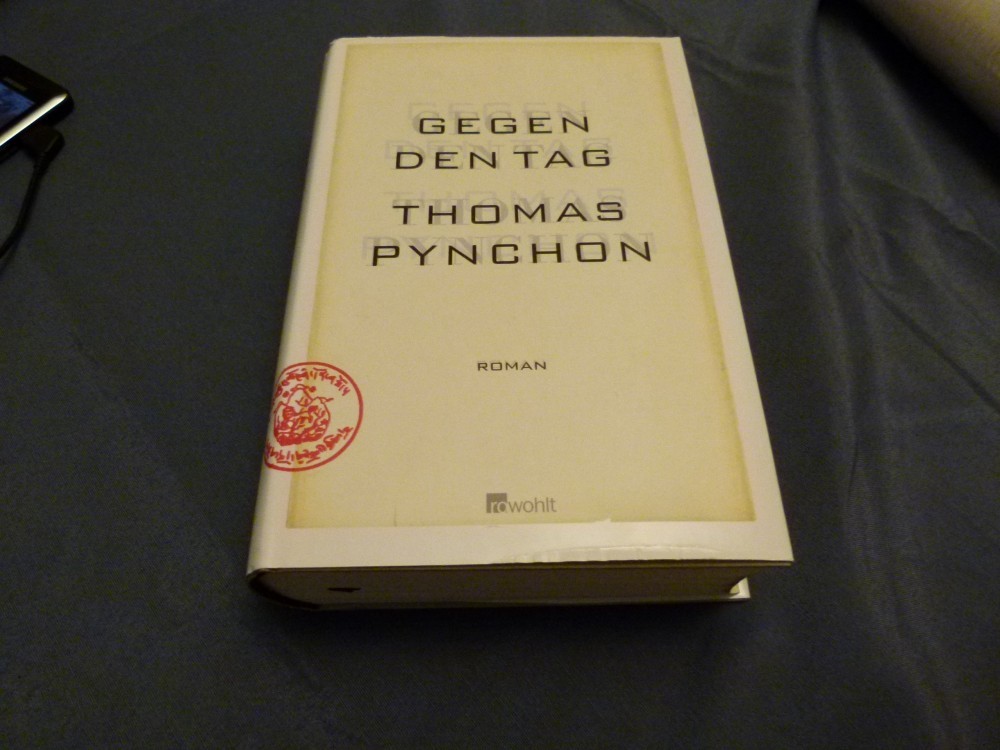 GEGEN
DEN TAG
THOMAS
PYNCHON
ROMAN
rowohlt